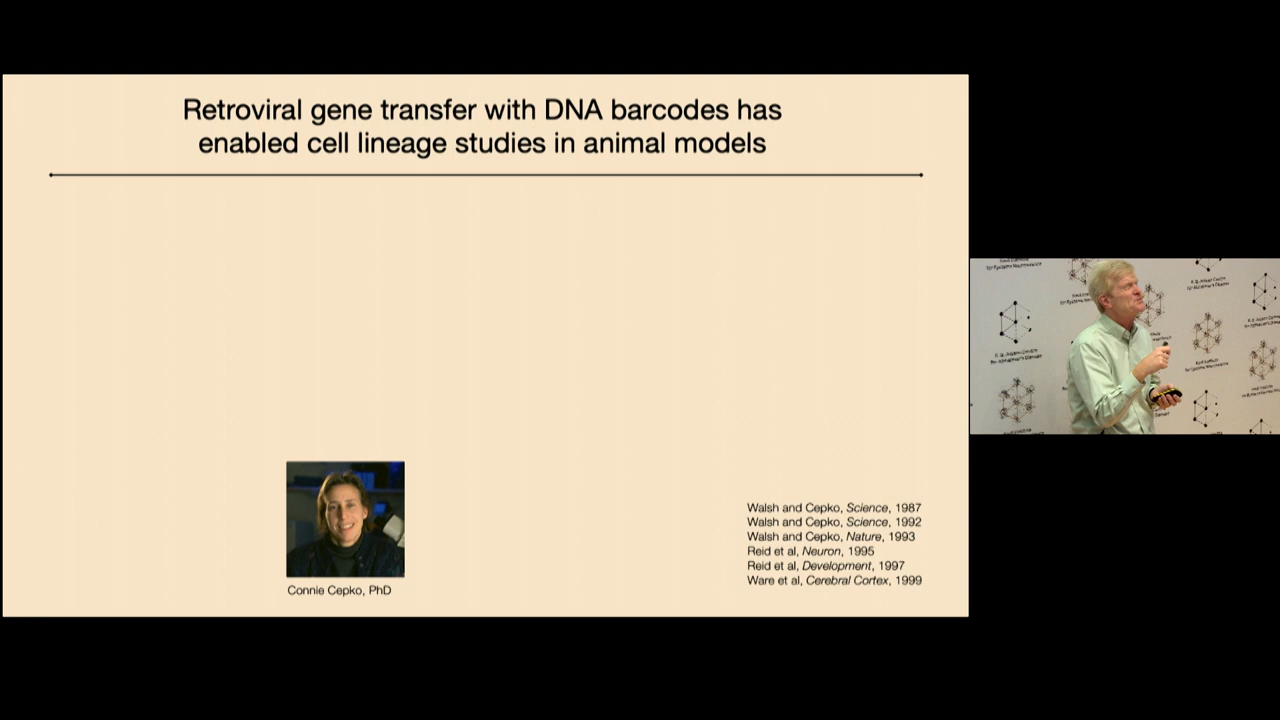 Retroviral gene transfer with DNA barcodes has
enabled cell lineage studies in animal models
Connie Cepko, PhD
Walsh and Cepko, Science, 1987
Walsh and Cepko, Science, 1992
Walsh and Cepko, Nature, 1993
Reid et al, Neuron, 1995
Reid et al, Development, 1997
Ware et al, Cerebral Cortex, 1999